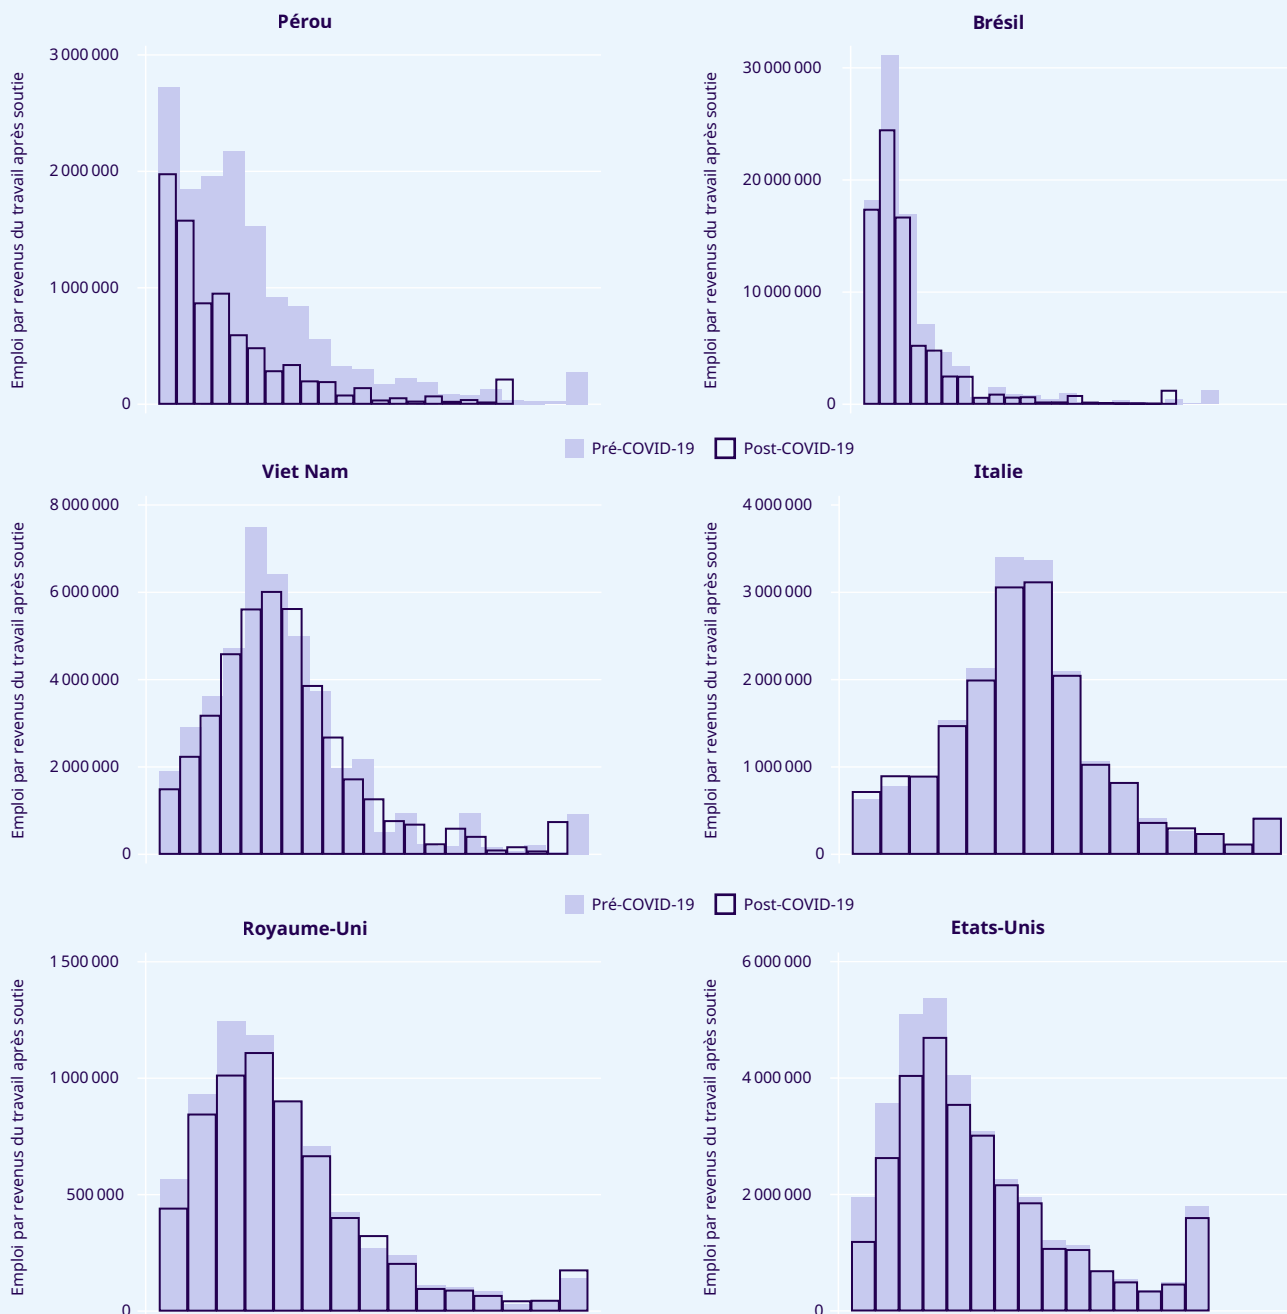 Pérou
Brésil
Emploi par revenus du travail après soutie
3 000 000
2 000 000
1 000 000
0
Emploi par revenus du travail après soutie
30 000 000
20 000 000
10 000 000
0
Pré-COVID-19 Post-COVID-19
Viet Nam
Italie
Emploi par revenus du travail après soutie
8 000 000
6 000 000
4 000 000
2 000 000
0
Emploi par revenus du travail après soutie
4 000 000
3 000 000
2 000 000
1 000 000
0
Pré-COVID-19 Post-COVID-19
Royaume-Uni
Etats-Unis
Emploi par revenus du travail après soutie
1 500 000
1 000 000
500 000
0
Emploi par revenus du travail après soutie
6 000 000
4 000 000
2 000 000
0